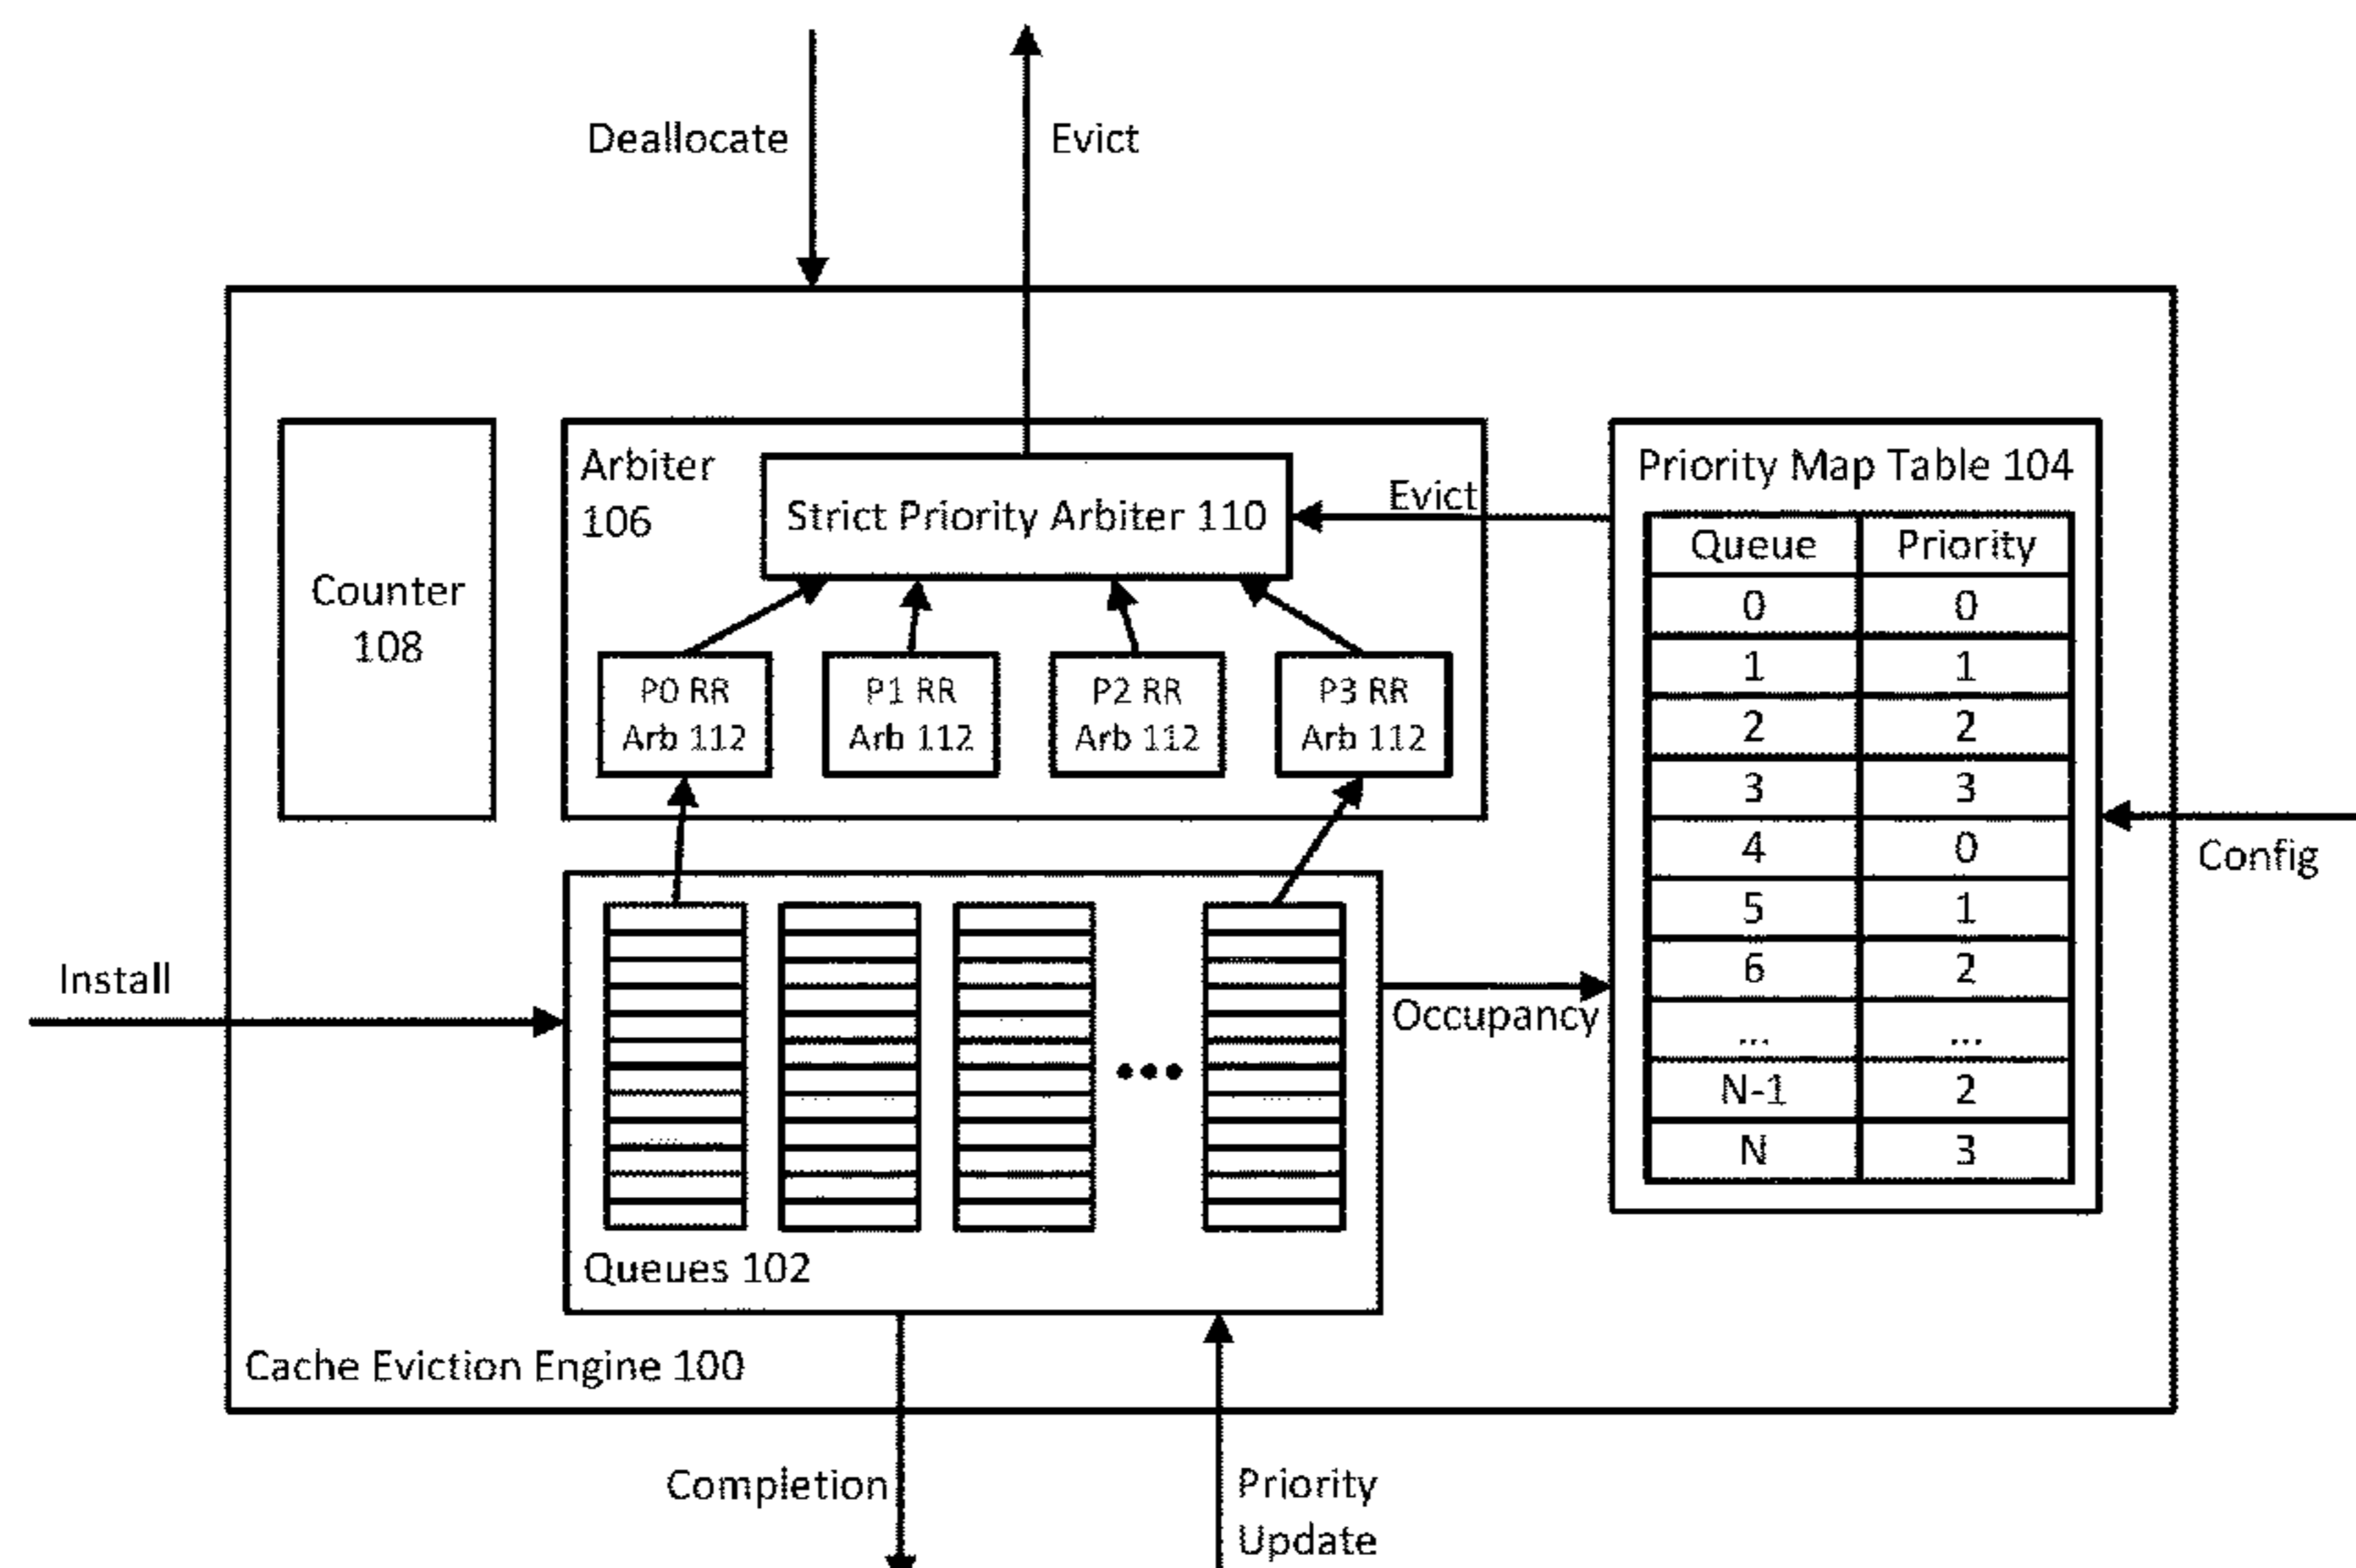 Deallocate
Evict
Arbiter
106
Strict Priority Arbiter 110
Evict
Priority Map Table 104
Queue Priority
0 0
1 1
2 2
3 3
4 0
5 1
6 2
... ...
N-1 2
N 3
Counter
108
P0 RR
Arb 112
P1 RR
Arb 112
P2 RR
Arb 112
P3 RR
Arb 112
Config
Install
Occupancy
Queues 102
Cache Eviction Engine 100
Completion
Priority
Update